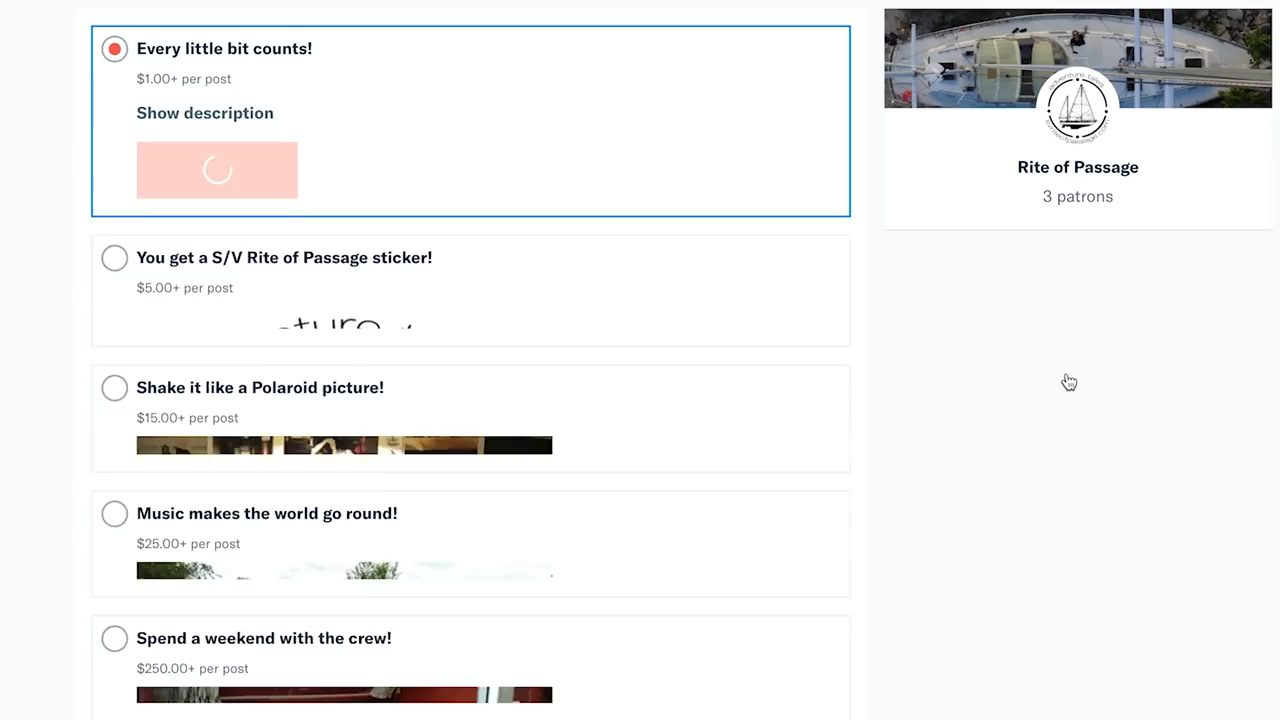 Every little bit counts!
$1.00+ per post
Show description
You get a S/V Rite of Passage sticker!
$5.00+ per post
Shake it like a Polaroid picture!
$15.00+ per post
Music makes the world go round!
$25.00+ per post
Spend a weekend with the crew!
$250.00+ per post
adventure tales
Rite of Passage
3 patrons